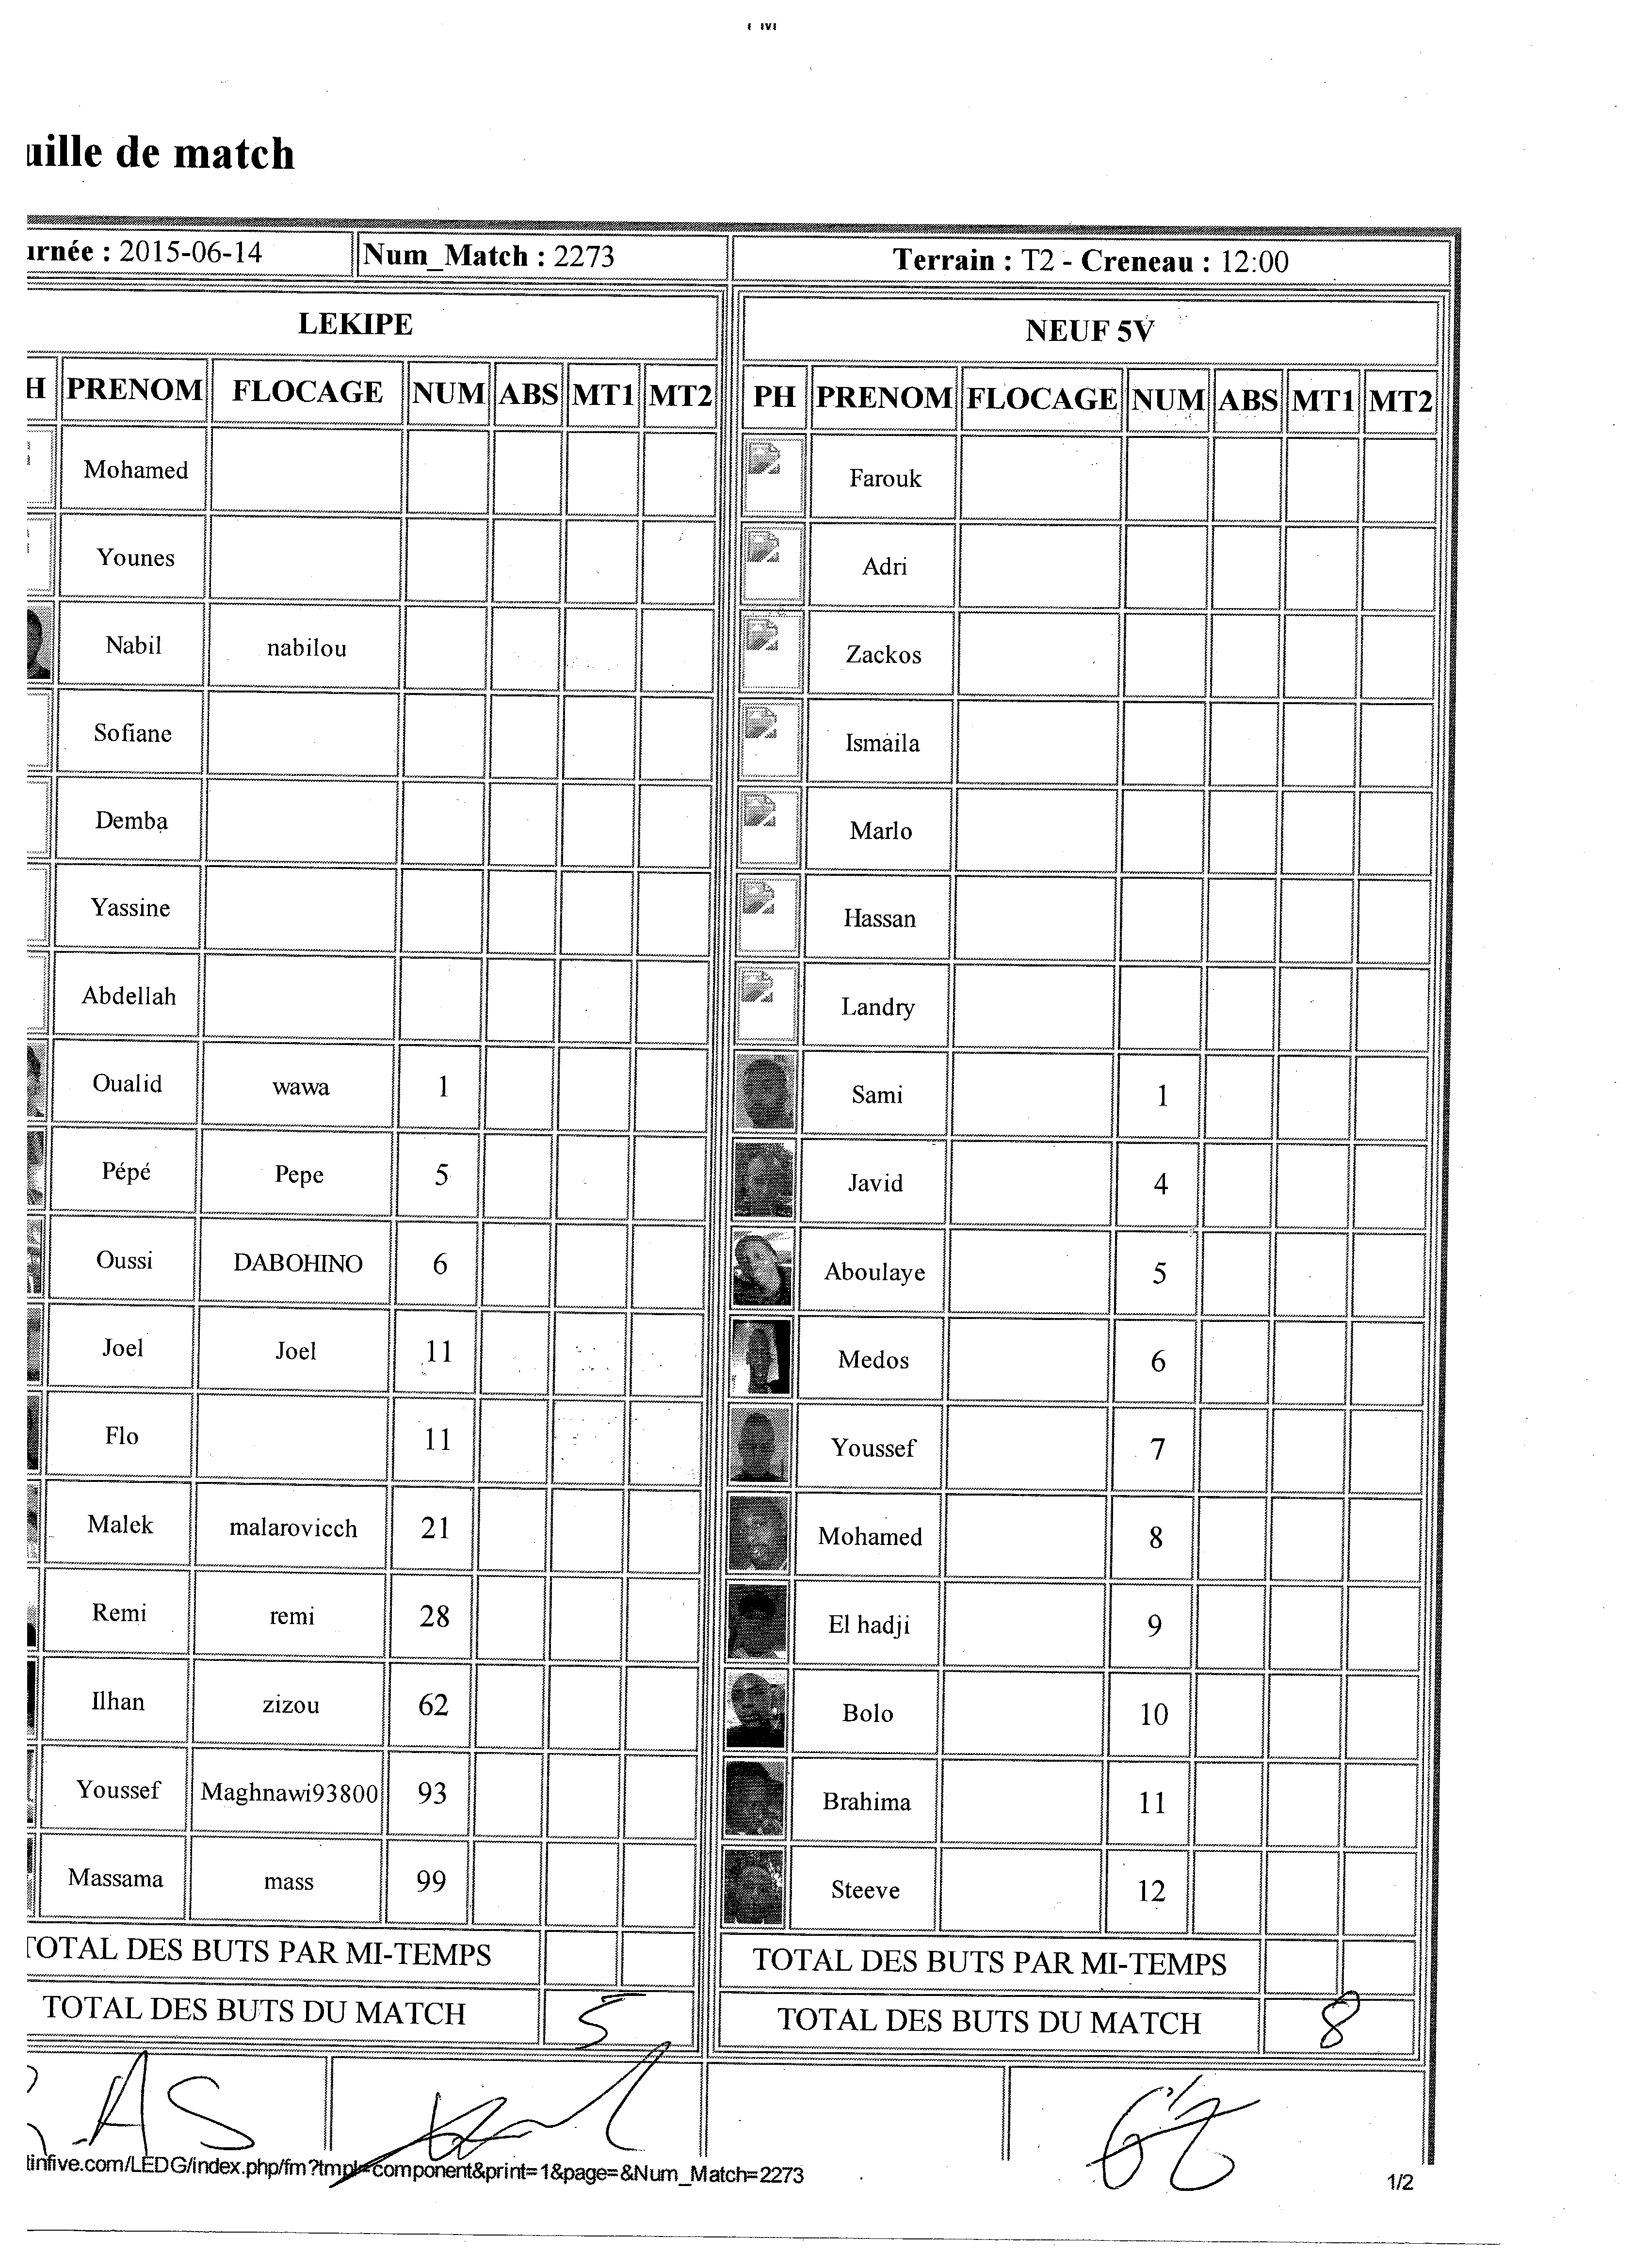 uille de match
urnée : 2015-06-14 Num_Match : 2273 Terrain : T2 - Creneau : 12:00
LEKIPE NEUF 5V
H PRENOM FLOCAGE NUM ABS MT1 MT2 PH PRENOM FLOCAGE NUM ABS MT1 MT2
Mohamed Farouk
Younes Adri
Nabil nabilou Zackos
Sofiane Ismaila
Demba Marlo
Yassine Hassan
Abdellah Landry
Oualid wawa 1 Sami 1
Pépé Pepe 5 Javid 4
Oussi DABOHINO 6 Aboulaye 5
Joel Joel 11 Medos 6
Flo 11 Youssef 7
Malek malarovicch 21 Mohamed 8
Remi remi 28 El hadji 9
Ilhan zizou 62 Bolo 10
Youssef Maghnawi93800 93 Brahima 11
Massama mass 99 Steeve 12
TOTAL DES BUTS PAR MI-TEMPS TOTAL DES BUTS PAR MI-TEMPS
TOTAL DES BUTS DU MATCH 5 TOTAL DES BUTS DU MATCH 8
RAS
tinfive.com/LEDG/index.php/fm?tmpl=component&print=1&page=&Num_Match=2273 1/2